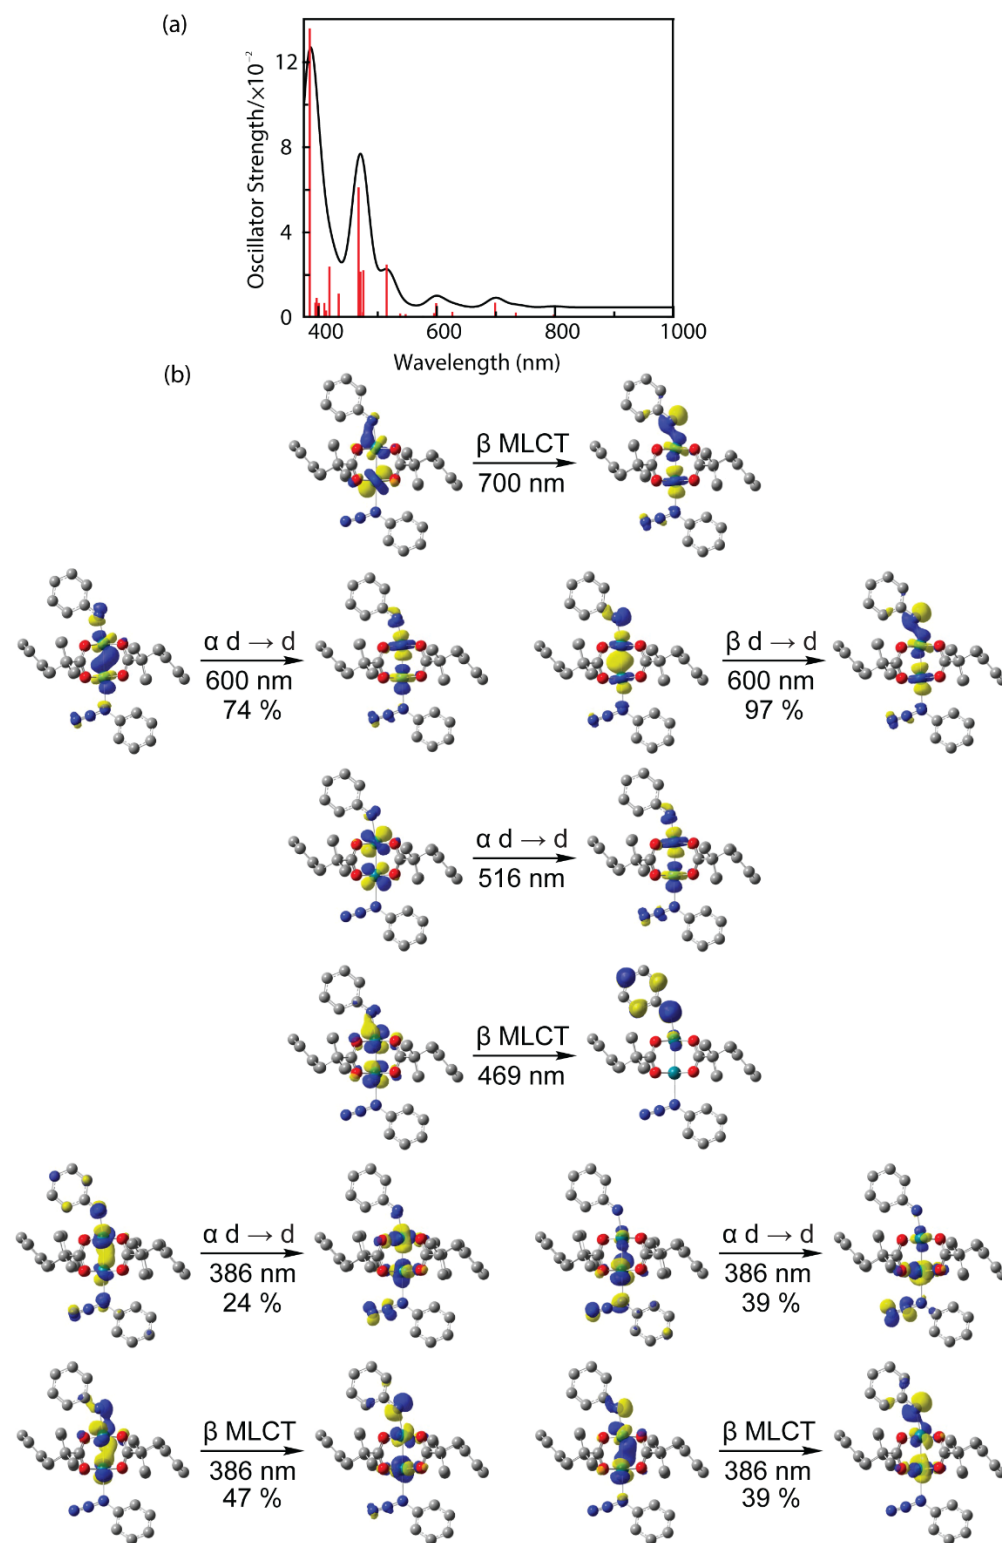 (a)
Oscillator Strength/×10⁻²
12
8
4
0
400 600 800 1000
Wavelength (nm)
(b)
β MLCT
700 nm
α d → d
600 nm
74 %
β d → d
600 nm
97 %
α d → d
516 nm
β MLCT
469 nm
α d → d
386 nm
24 %
α d → d
386 nm
39 %
β MLCT
386 nm
47 %
β MLCT
386 nm
39 %